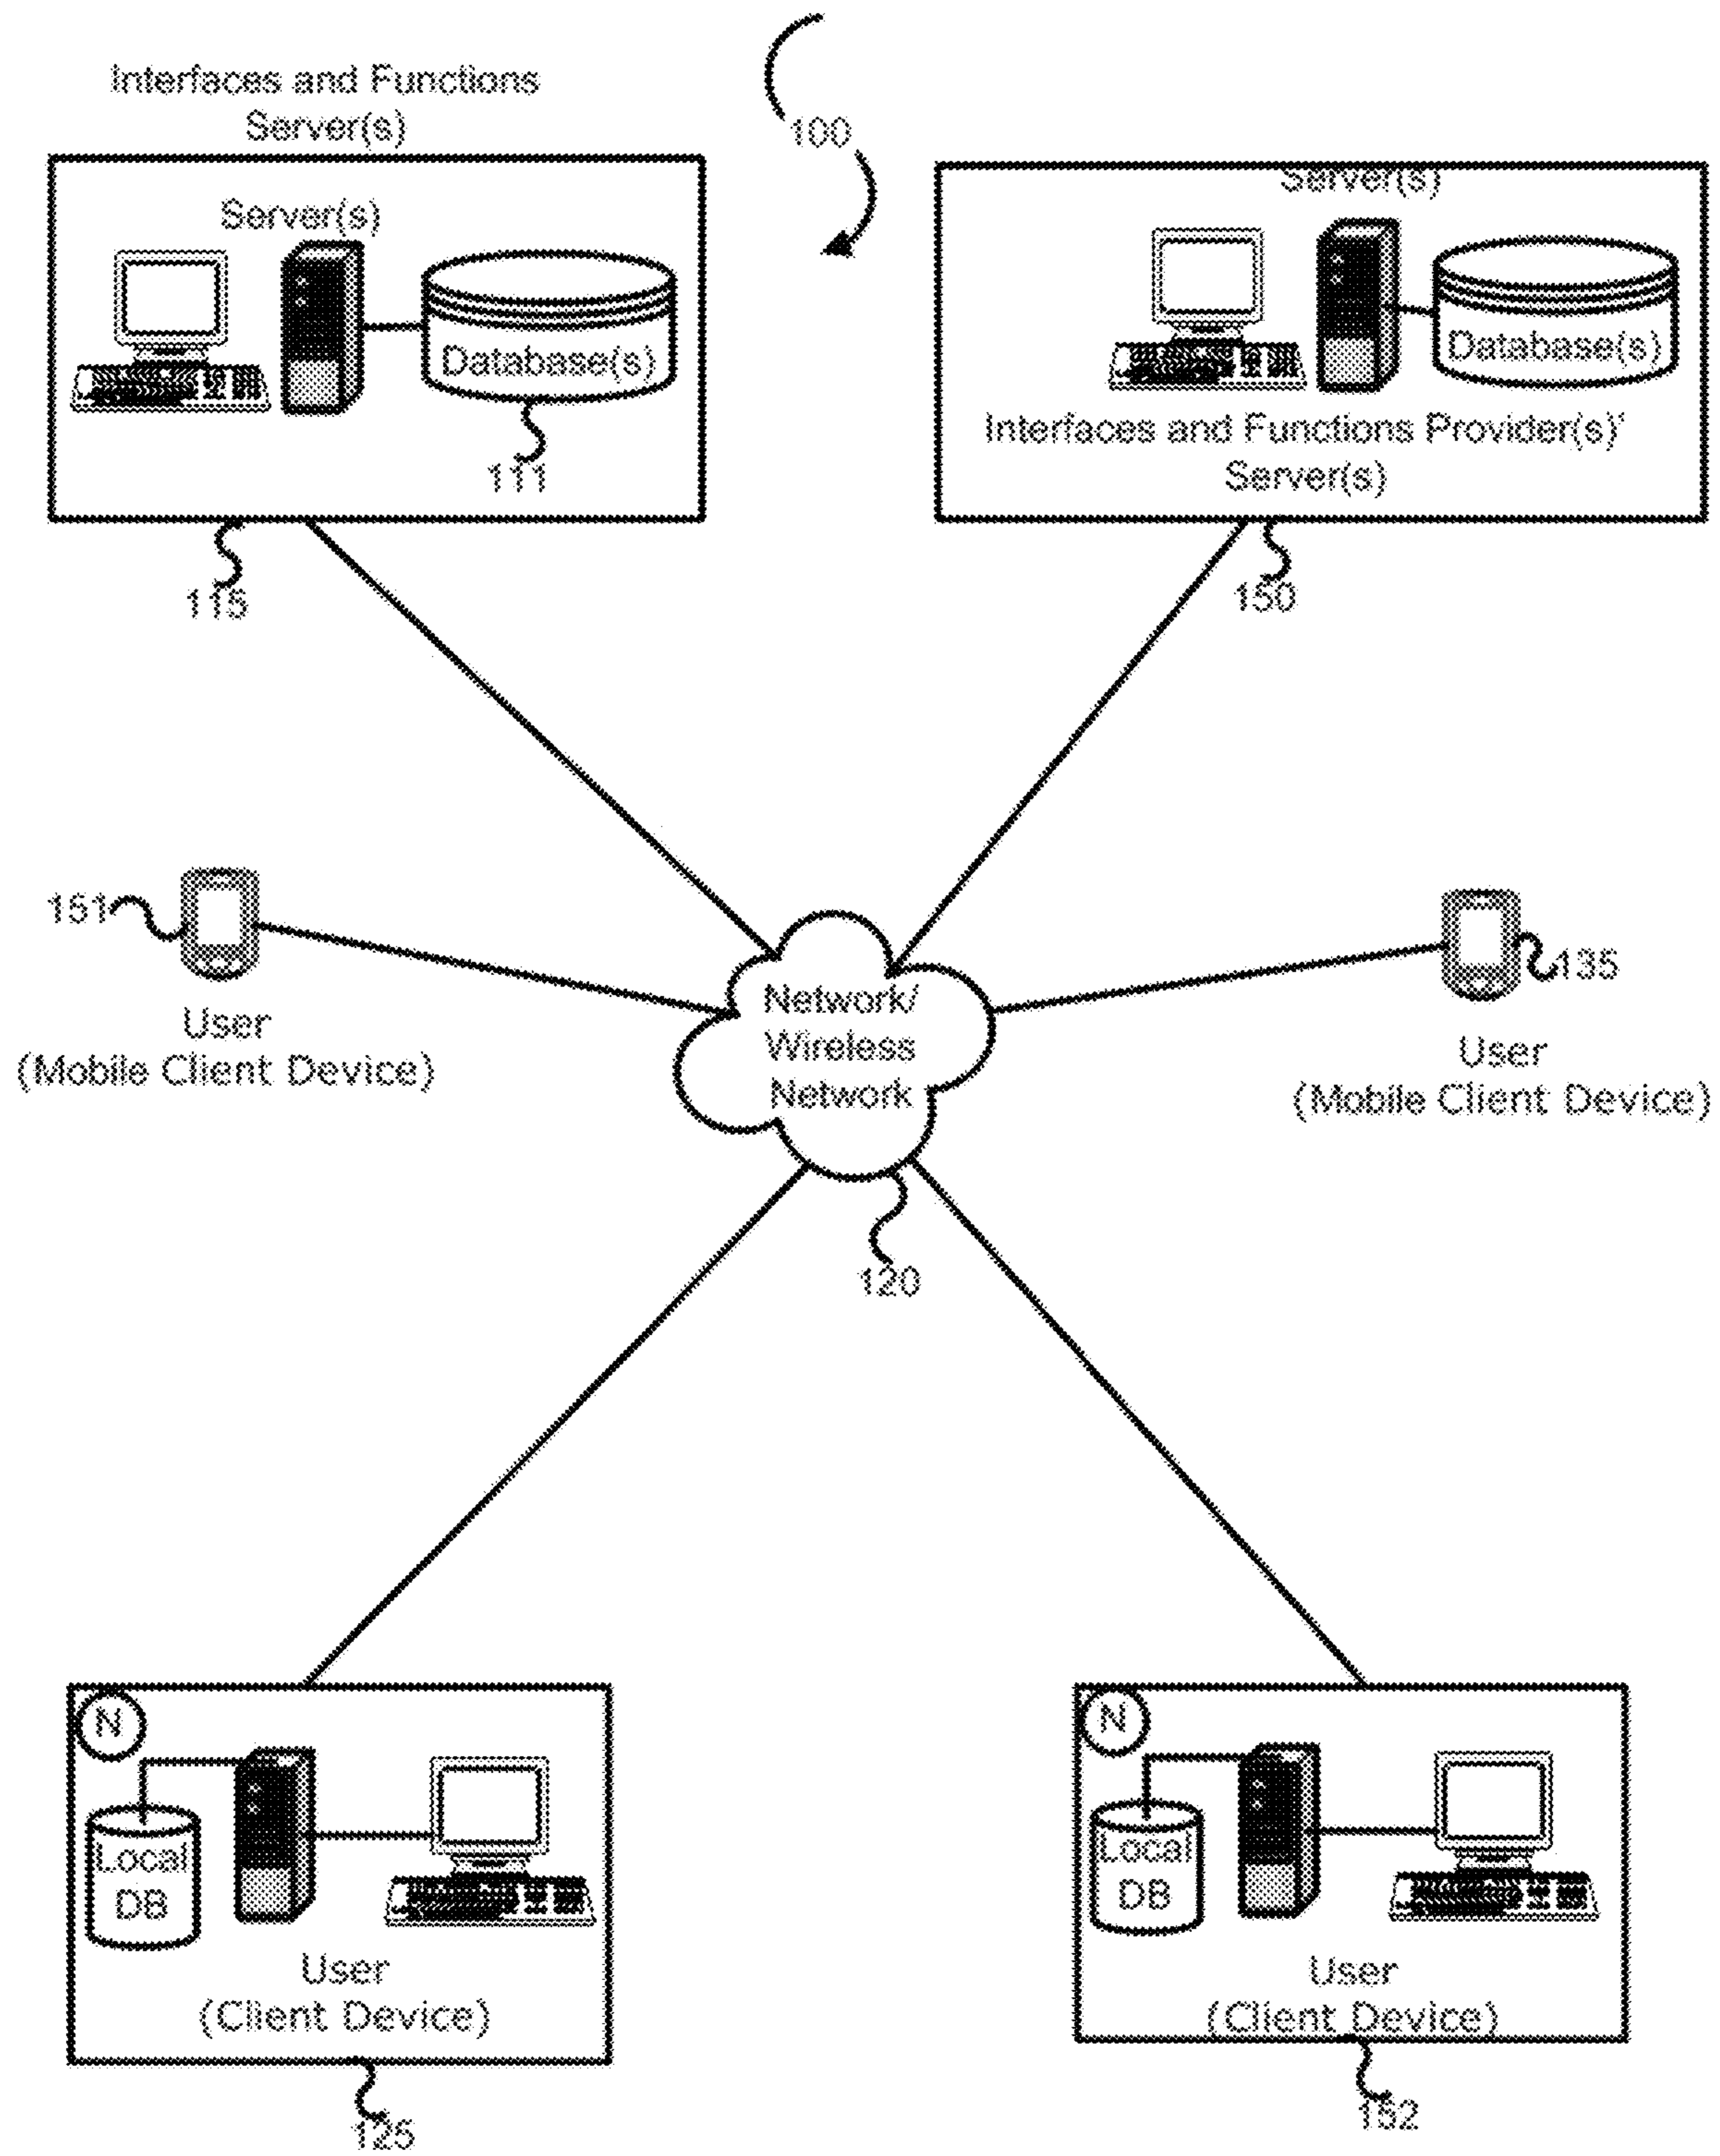 Interfaces and Functions
Server(s)
100
Server(s)
Database(s)
111
115
Server(s)
Database(s)
Interfaces and Functions Provider(s)'
Server(s)
150
151
User
(Mobile Client Device)
Network/
Wireless
Network
120
135
User
(Mobile Client Device)
N
Local
DB
User
(Client Device)
125
N
Local
DB
User
(Client Device)
152